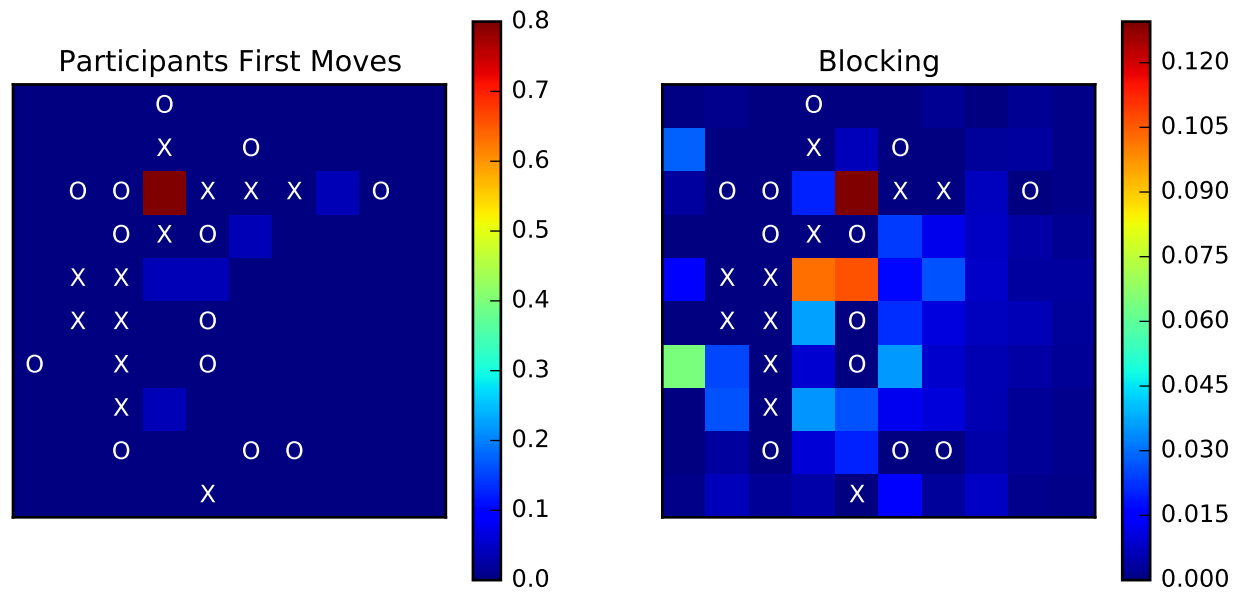 Participants First Moves
O
X O
O O X X X O
O X O
X X
X X O
O X O
X
O O O
X
0.8
0.7
0.6
0.5
0.4
0.3
0.2
0.1
0.0
Blocking
O
X O
O O X X O
O X O
X X
X X O
X O
X
O O O
X
0.120
0.105
0.090
0.075
0.060
0.045
0.030
0.015
0.000